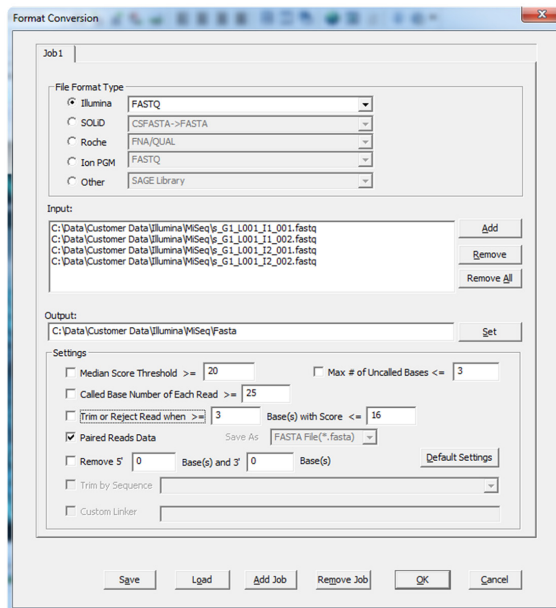 Format Conversion
Job1
File Format Type
Illumina FASTQ
SOLiD CSFASTA->FASTA
Roche FNA/QUAL
Ion PGM FASTQ
Other SAGE Library
Input:
C:\Data\Customer Data\Illumina\MiSeq\s_G1_L001_I1_001.fastq Add
C:\Data\Customer Data\Illumina\MiSeq\s_G1_L001_I1_002.fastq
C:\Data\Customer Data\Illumina\MiSeq\s_G1_L001_I2_001.fastq Remove
C:\Data\Customer Data\Illumina\MiSeq\s_G1_L001_I2_002.fastq
Remove All
Output:
C:\Data\Customer Data\Illumina\MiSeq\Fasta Set
Settings
Median Score Threshold >= 20 Max # of Uncalled Bases <= 3
Called Base Number of Each Read >= 25
Trim or Reject Read when >= 3 Base(s) with Score <= 16
Paired Reads Data Save As FASTA File(*.fasta)
Remove 5' 0 Base(s) and 3' 0 Base(s) Default Settings
Trim by Sequence
Custom Linker
Save Load Add Job Remove Job OK Cancel